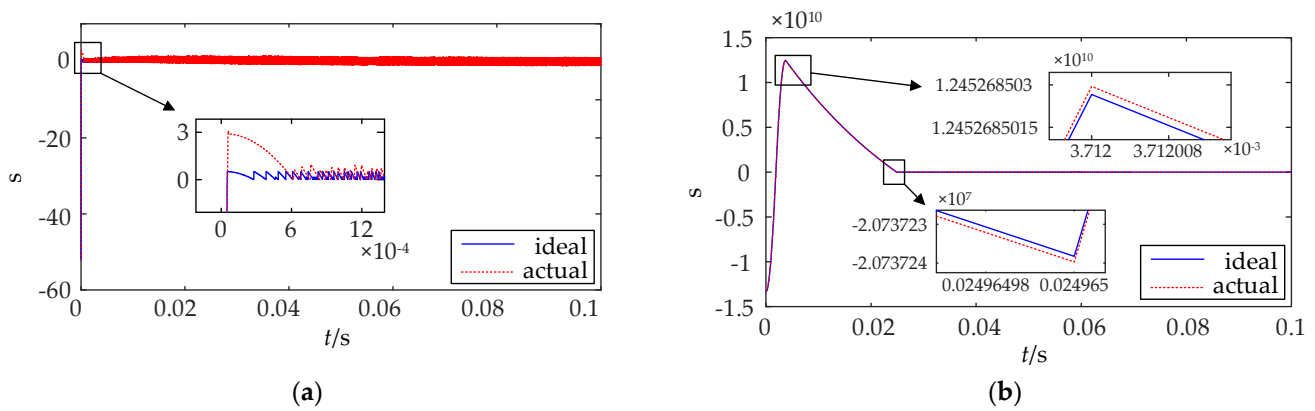 0
-20
-40
-60
s
3
0
0 6 12
×10-4
ideal
actual
0 0.02 0.04 0.06 0.08 0.1
t/s
(a)
×10¹⁰
1.5
1
0.5
0
-0.5
-1
-1.5
s
×10¹⁰
1.245268503
1.2452685015
3.712 3.712008
×10-3
×10⁷
-2.073723
-2.073724
0.02496498 0.024965
ideal
actual
0 0.02 0.04 0.06 0.08 0.1
t/s
(b)